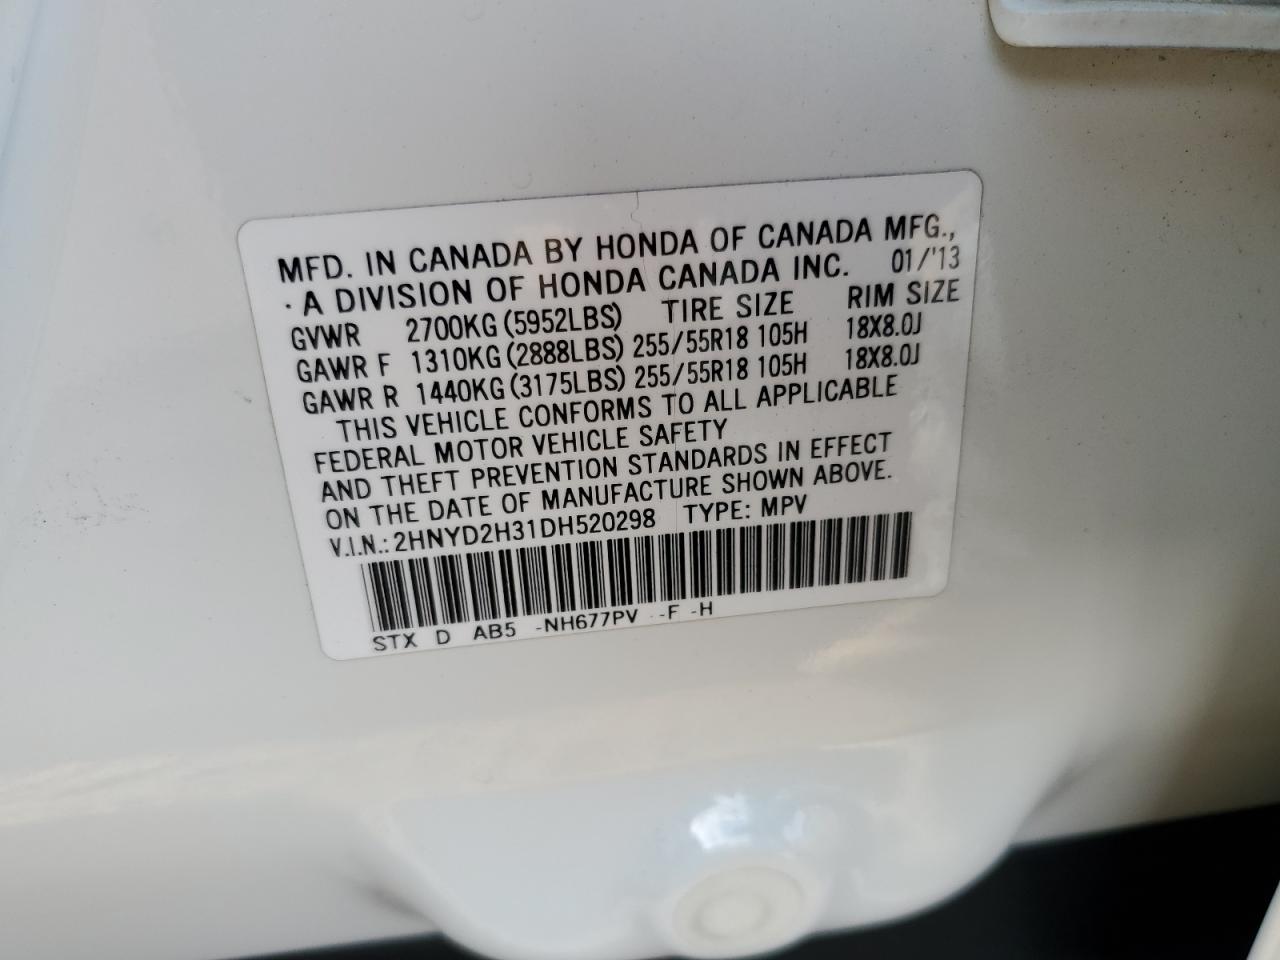 MFD. IN CANADA BY HONDA OF CANADA MFG.,
· A DIVISION OF HONDA CANADA INC. 01/'13
GVWR 2700KG (5952LBS) TIRE SIZE RIM SIZE
GAWR F 1310KG (2888LBS) 255/55R18 105H 18X8.0J
GAWR R 1440KG (3175LBS) 255/55R18 105H 18X8.0J
THIS VEHICLE CONFORMS TO ALL APPLICABLE
FEDERAL MOTOR VEHICLE SAFETY
AND THEFT PREVENTION STANDARDS IN EFFECT
ON THE DATE OF MANUFACTURE SHOWN ABOVE.
V.I.N.: 2HNYD2H31DH520298 TYPE: MPV
STX D AB5 -NH677PV --F -H